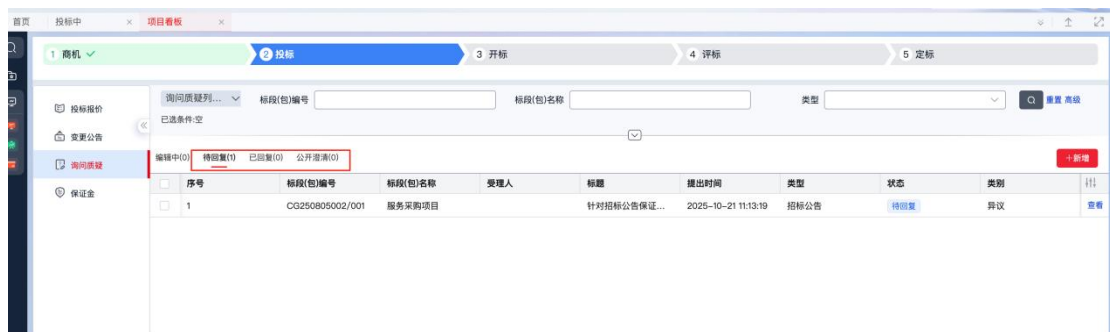 首页 投标中 × 项目看板 ×
1 商机 2 投标 3 开标 4 评标 5 定标
询问质疑列... 标段(包)编号 标段(包)名称 类型 重置 高级
已选条件:空
投标报价
变更公告
询问质疑
保证金
编辑中(0) 待回复(1) 已回复(0) 公开澄清(0) +新增
序号 标段(包)编号 标段(包)名称 受理人 标题 提出时间 类型 状态 类别
1 CG250805002/001 服务采购项目 针对招标公告保证... 2025-10-21 11:13:19 招标公告 待回复 异议 查看